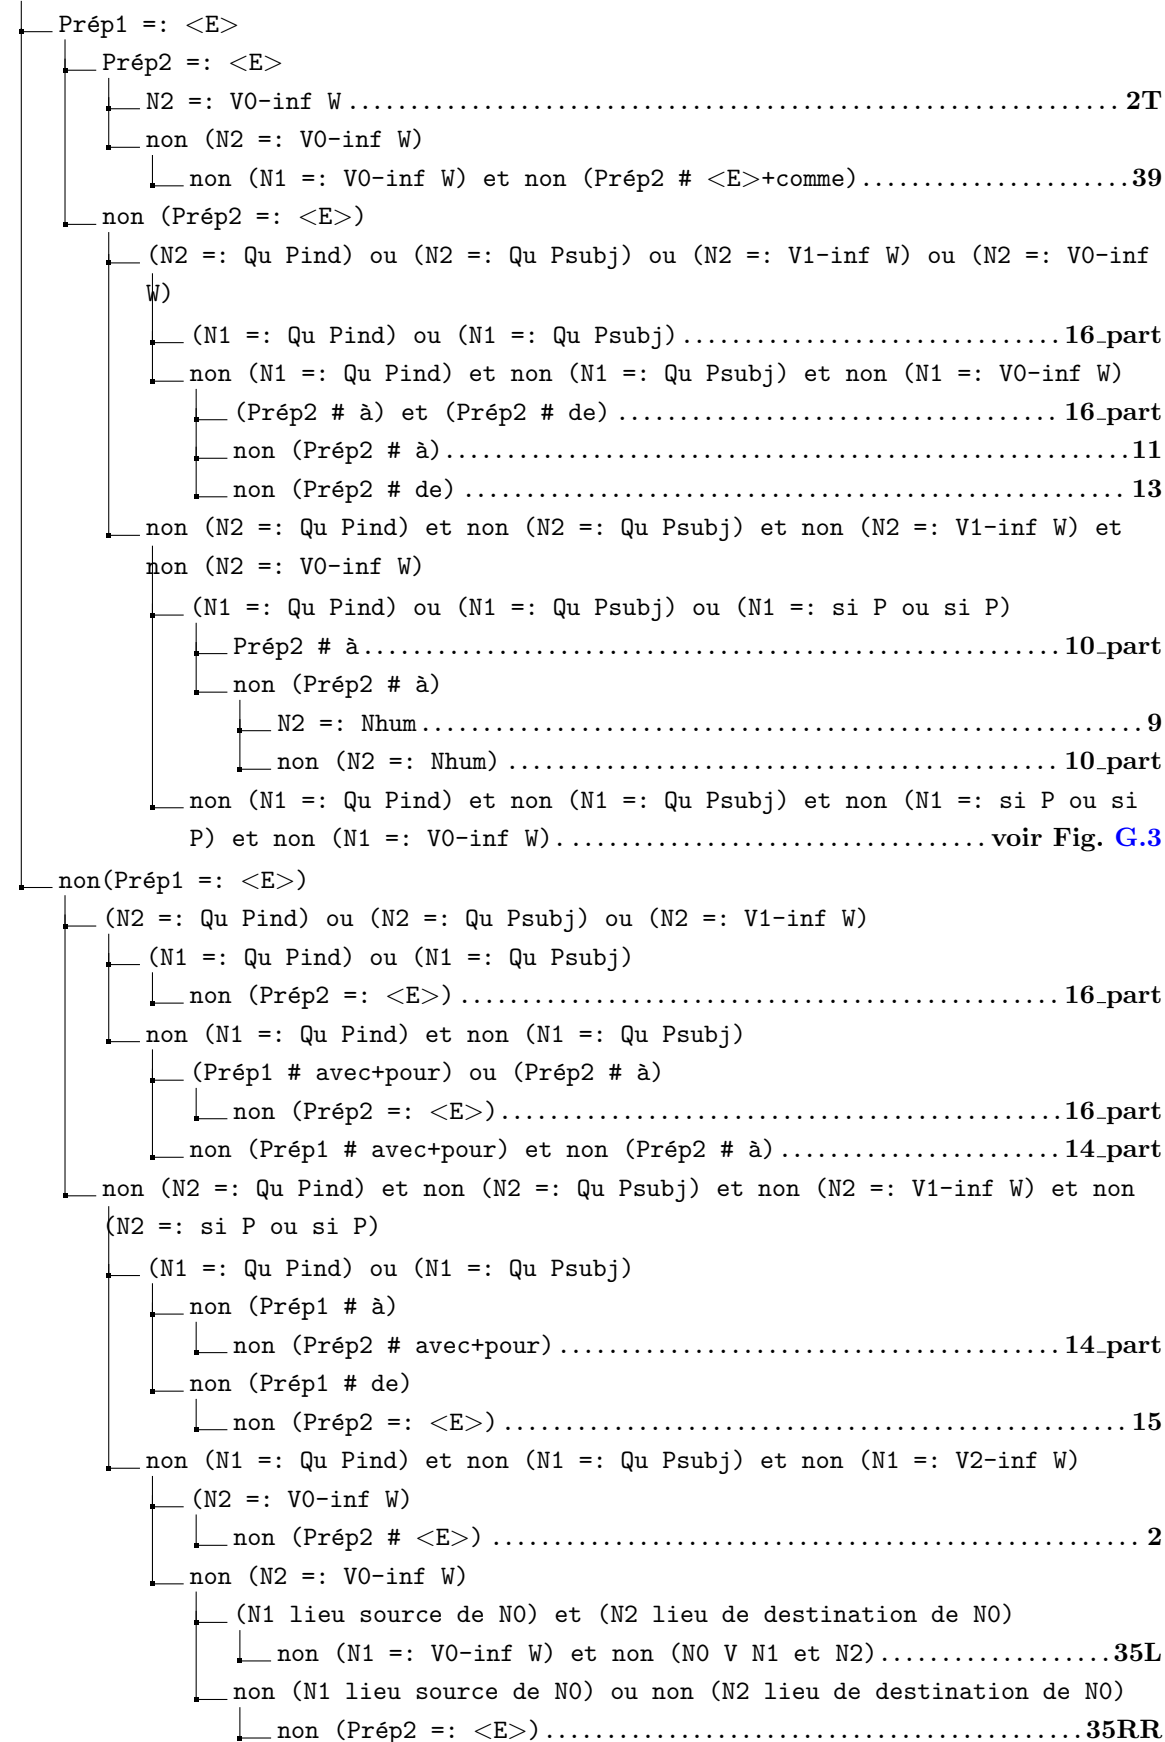 Prép1 =: <E>
Prép2 =: <E>
N2 =: V0-inf W ........ 2T
non (N2 =: V0-inf W)
non (N1 =: V0-inf W) et non (Prép2 # <E>+comme) ........ 39
non (Prép2 =: <E>)
(N2 =: Qu Pind) ou (N2 =: Qu Psubj) ou (N2 =: V1-inf W) ou (N2 =: V0-inf
W)
(N1 =: Qu Pind) ou (N1 =: Qu Psubj) ........ 16_part
non (N1 =: Qu Pind) et non (N1 =: Qu Psubj) et non (N1 =: V0-inf W)
(Prép2 # à) et (Prép2 # de) ........ 16_part
non (Prép2 # à) ........ 11
non (Prép2 # de) ........ 13
non (N2 =: Qu Pind) et non (N2 =: Qu Psubj) et non (N2 =: V1-inf W) et
non (N2 =: V0-inf W)
(N1 =: Qu Pind) ou (N1 =: Qu Psubj) ou (N1 =: si P ou si P)
Prép2 # à ........ 10_part
non (Prép2 # à)
N2 =: Nhum ........ 9
non (N2 =: Nhum) ........ 10_part
non (N1 =: Qu Pind) et non (N1 =: Qu Psubj) et non (N1 =: si P ou si
P) et non (N1 =: V0-inf W) ........ voir Fig. G.3
non(Prép1 =: <E>)
(N2 =: Qu Pind) ou (N2 =: Qu Psubj) ou (N2 =: V1-inf W)
(N1 =: Qu Pind) ou (N1 =: Qu Psubj)
non (Prép2 =: <E>) ........ 16_part
non (N1 =: Qu Pind) et non (N1 =: Qu Psubj)
(Prép1 # avec+pour) ou (Prép2 # à)
non (Prép2 =: <E>) ........ 16_part
non (Prép1 # avec+pour) et non (Prép2 # à) ........ 14_part
non (N2 =: Qu Pind) et non (N2 =: Qu Psubj) et non (N2 =: V1-inf W) et non
(N2 =: si P ou si P)
(N1 =: Qu Pind) ou (N1 =: Qu Psubj)
non (Prép1 # à)
non (Prép2 # avec+pour) ........ 14_part
non (Prép1 # de)
non (Prép2 =: <E>) ........ 15
non (N1 =: Qu Pind) et non (N1 =: Qu Psubj) et non (N1 =: V2-inf W)
(N2 =: V0-inf W)
non (Prép2 # <E>) ........ 2
non (N2 =: V0-inf W)
(N1 lieu source de N0) et (N2 lieu de destination de N0)
non (N1 =: V0-inf W) et non (N0 V N1 et N2) ........ 35L
non (N1 lieu source de N0) ou non (N2 lieu de destination de N0)
non (Prép2 =: <E>) ........ 35RR